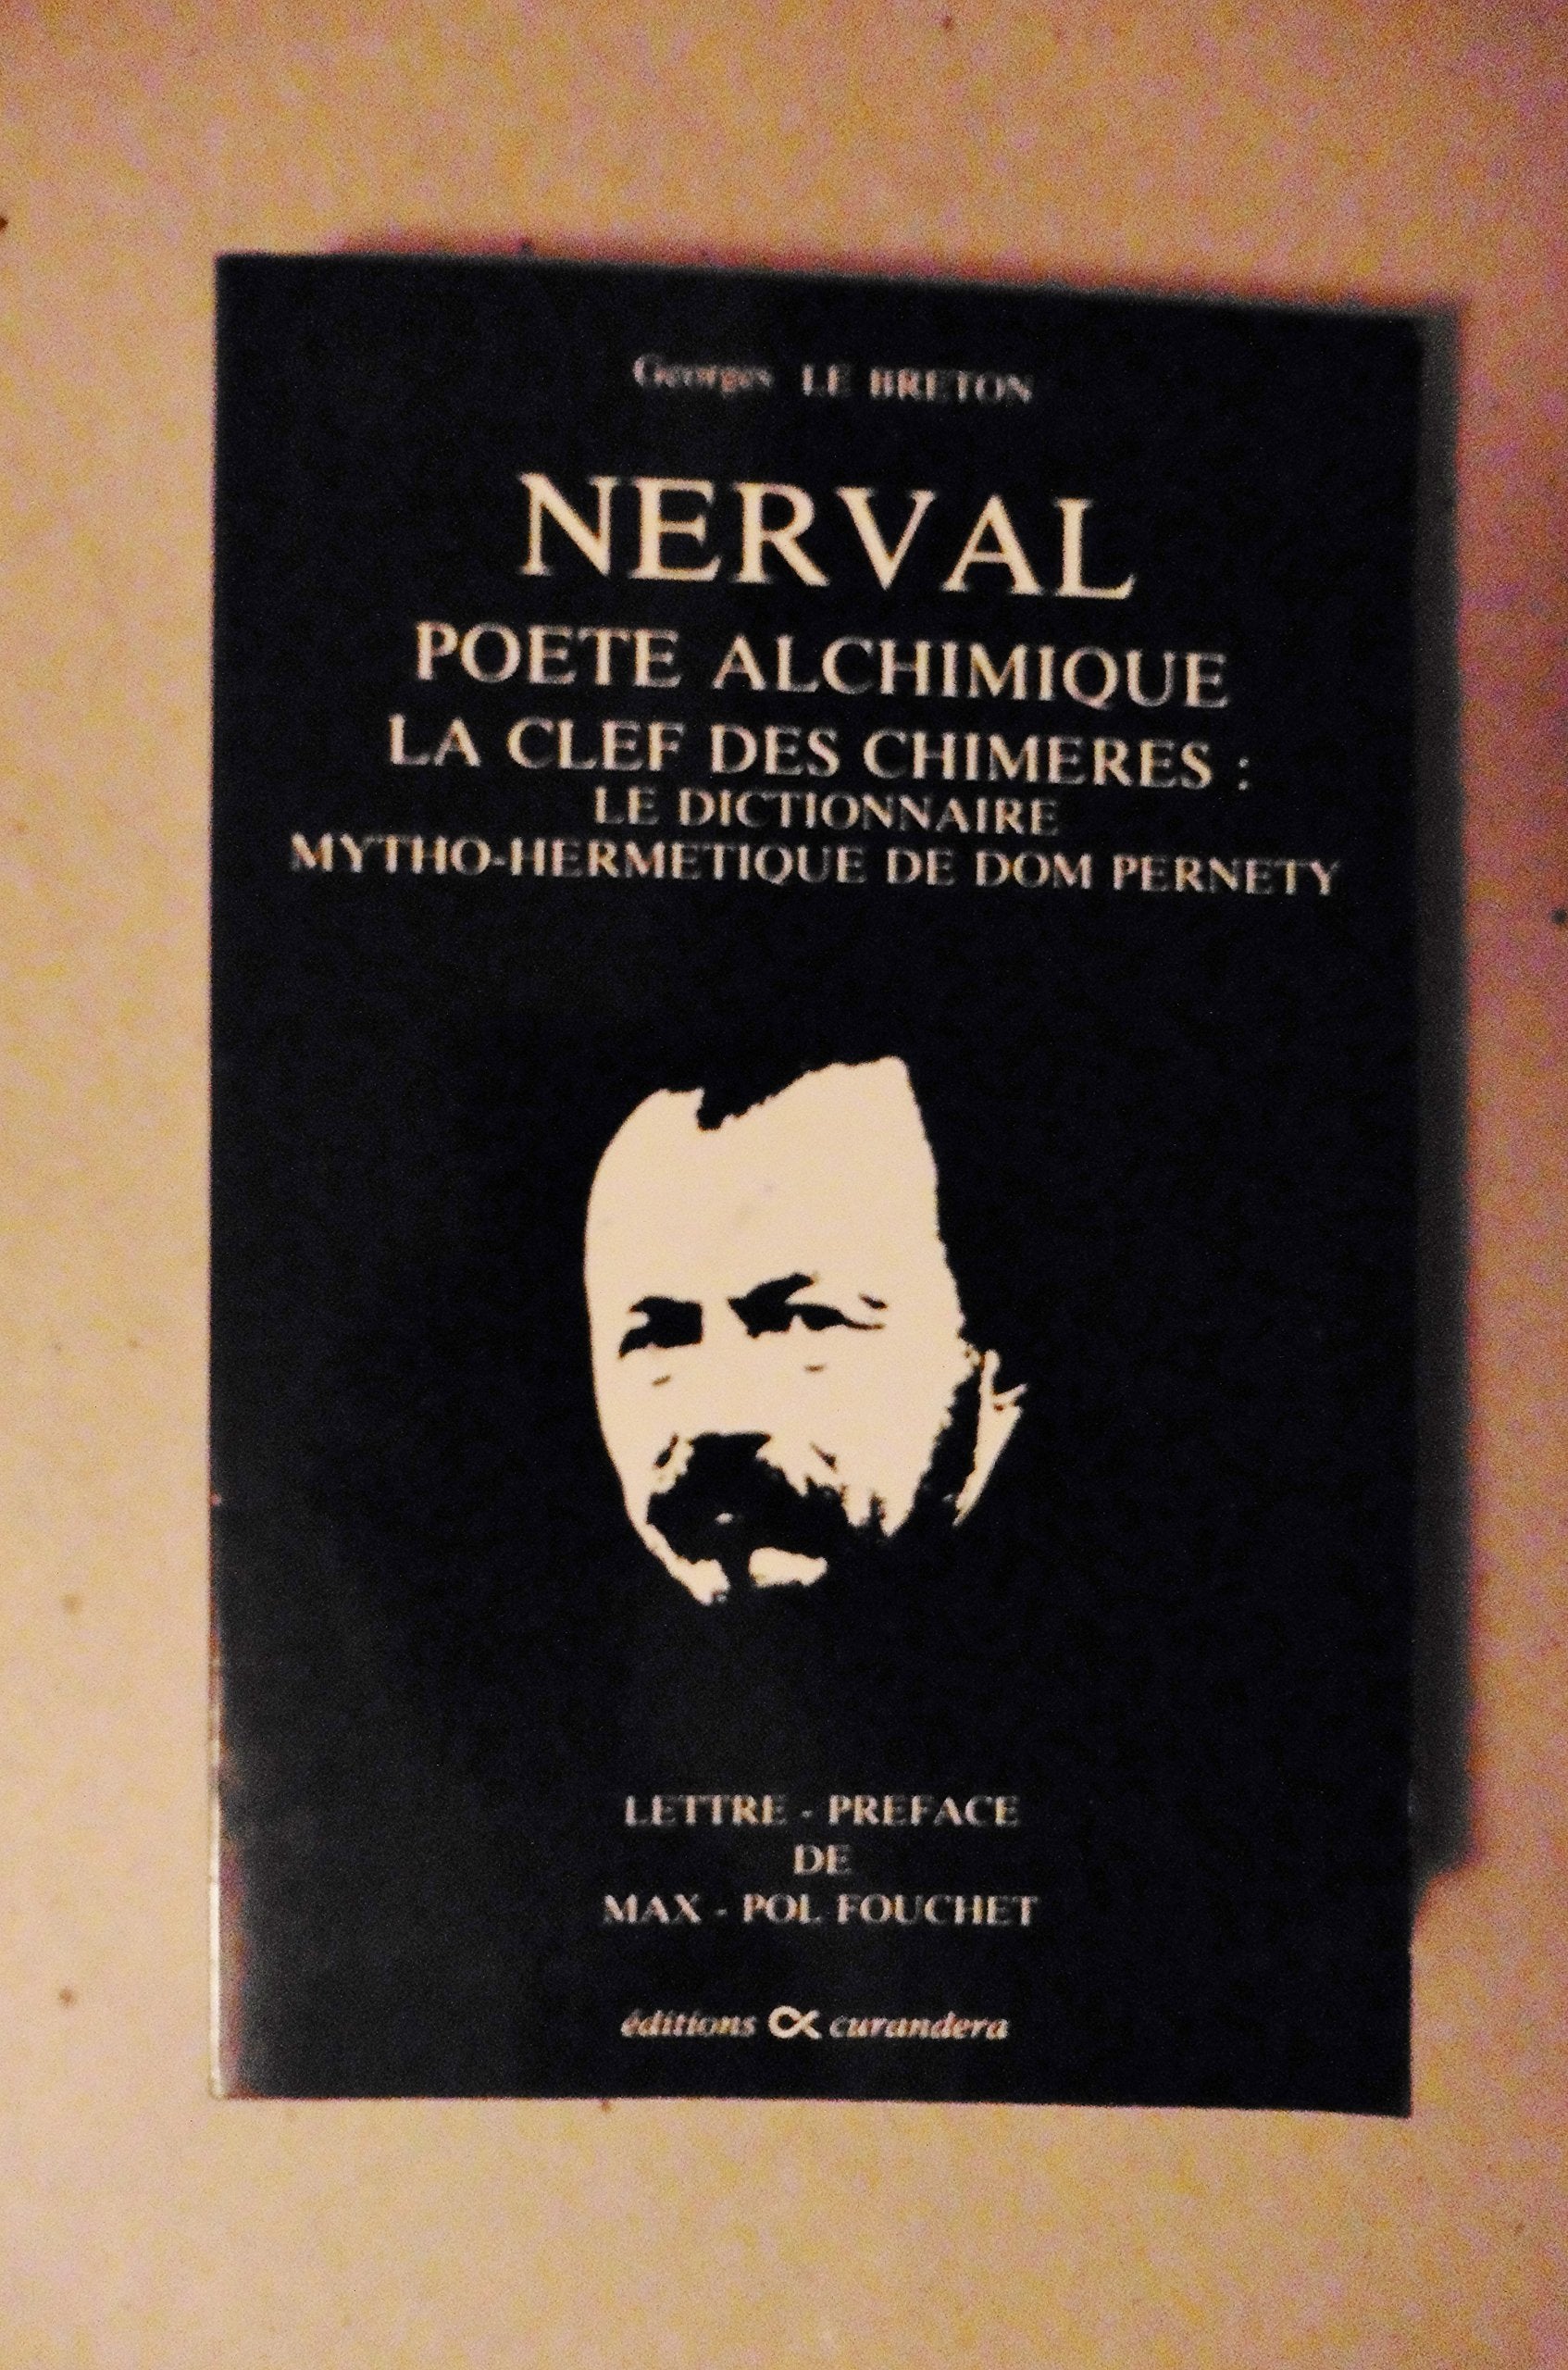 Georges LE BRETON
NERVAL
POETE ALCHIMIQUE
LA CLEF DES CHIMERES :
LE DICTIONNAIRE
MYTHO-HERMETIQUE DE DOM PERNETY
LETTRE - PREFACE
DE
MAX - POL FOUCHET
éditions curandera